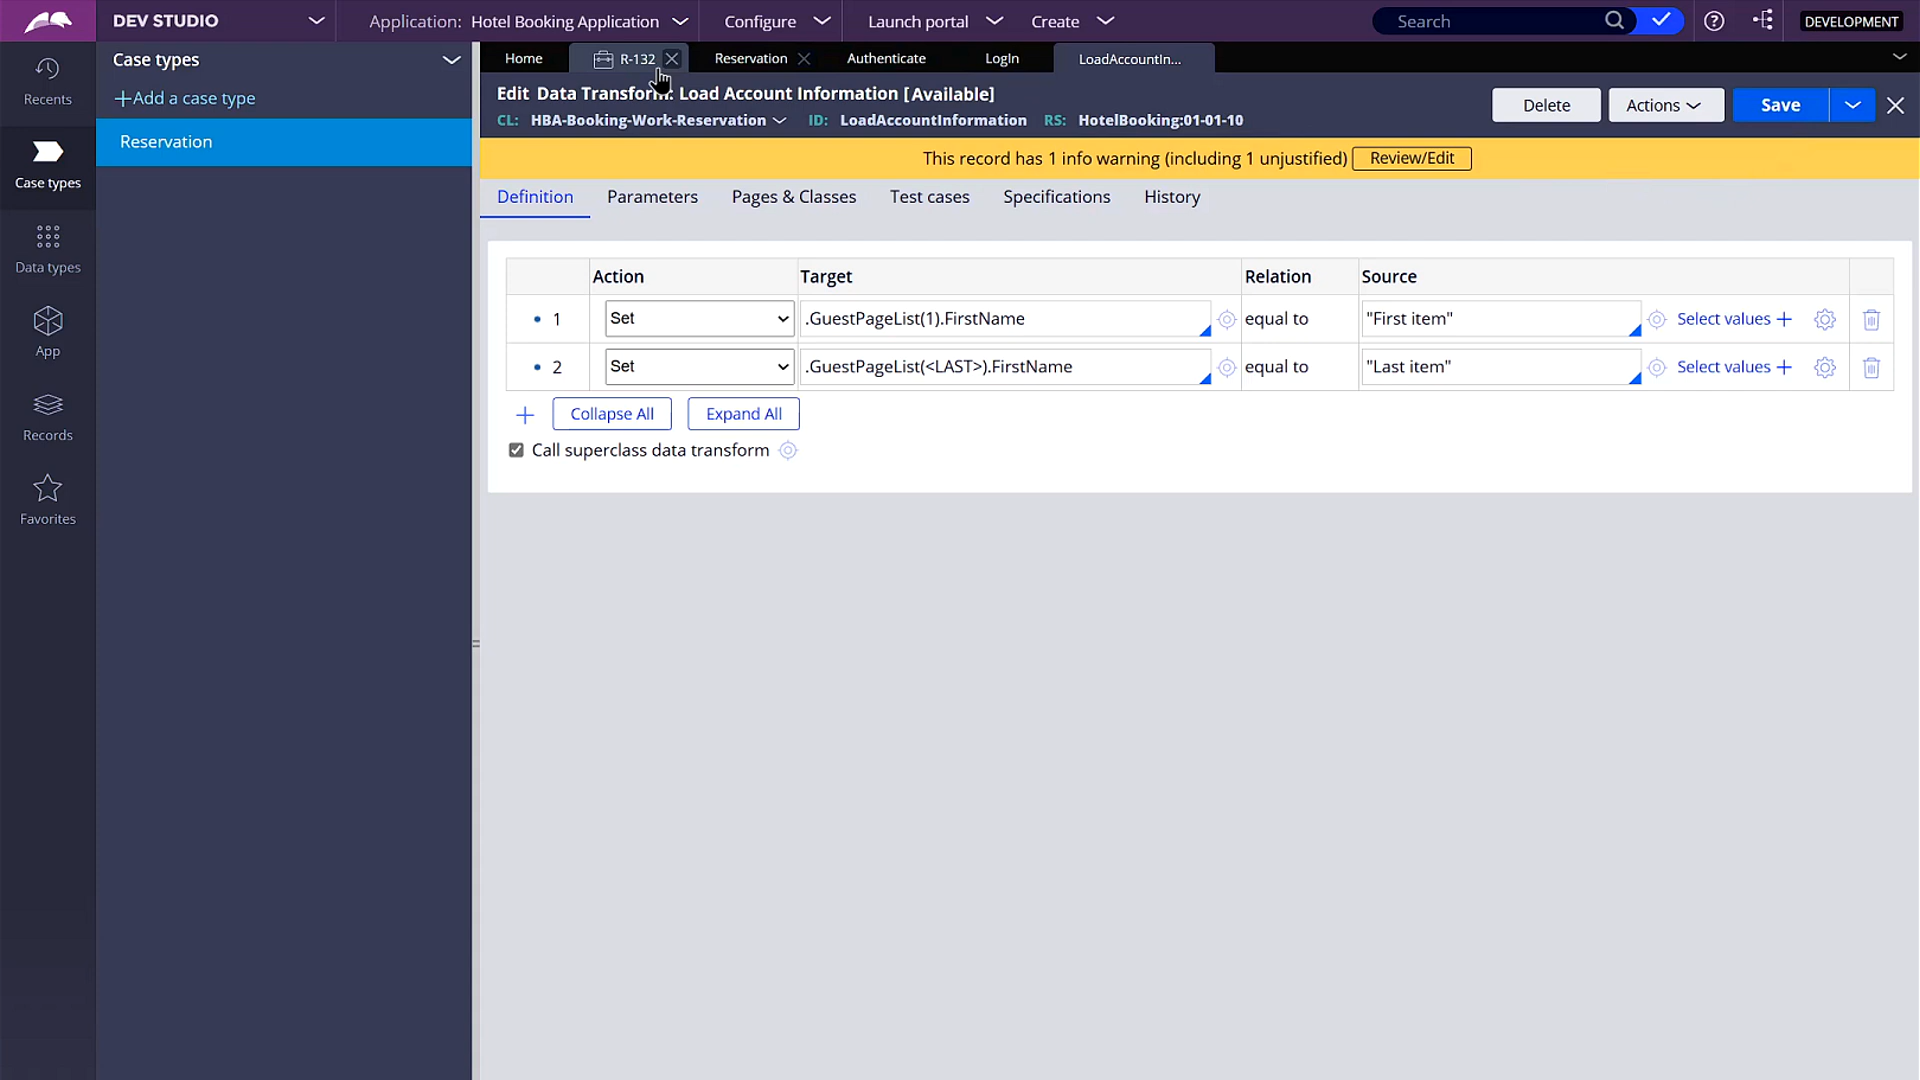 DEV STUDIO
Application: Hotel Booking Application
Configure
Launch portal
Create
Search
DEVELOPMENT
Recents
Case types
Data types
App
Records
Favorites
Case types
+Add a case type
Reservation
Home
R-132
Reservation
Authenticate
LogIn
LoadAccountIn...
Edit Data Transform: Load Account Information [Available]
CL: HBA-Booking-Work-Reservation ID: LoadAccountInformation RS: HotelBooking:01-01-10
Delete
Actions
Save
This record has 1 info warning (including 1 unjustified) Review/Edit
Definition Parameters Pages & Classes Test cases Specifications History
Action Target Relation Source
1 Set .GuestPageList(1).FirstName equal to "First item" Select values +
2 Set .GuestPageList(<LAST>).FirstName equal to "Last item" Select values +
+ Collapse All Expand All
Call superclass data transform